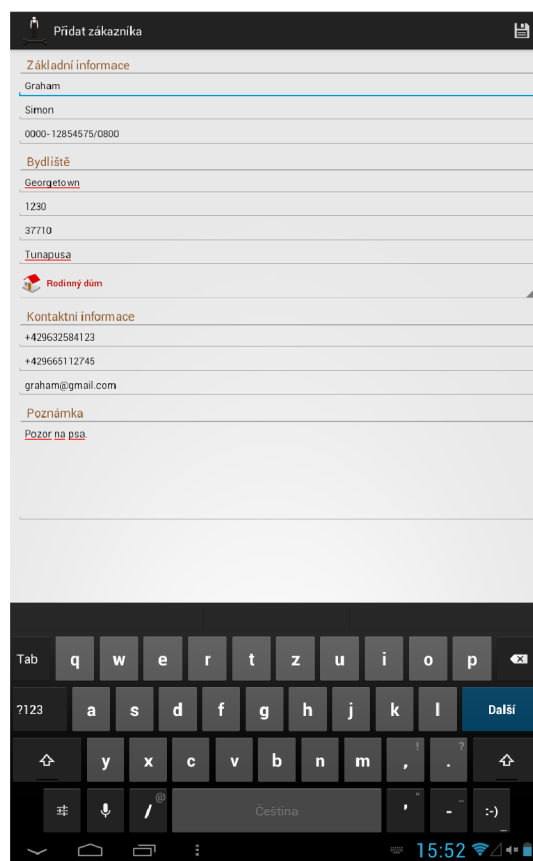 Přidat zákazníka
Základní informace
Graham
Simon
0000-12854575/0800
Bydliště
Georgetown
1230
37710
Tunapusa
Rodinný dům
Kontaktní informace
+429632584123
+429665112745
graham@gmail.com
Poznámka
Pozor na psa.
Tab q w e r t z u i o p
?123 a s d f g h j k l Další
y x c v b n m , ! . ?
/ @ Čeština ' " - _ :-)
15:52